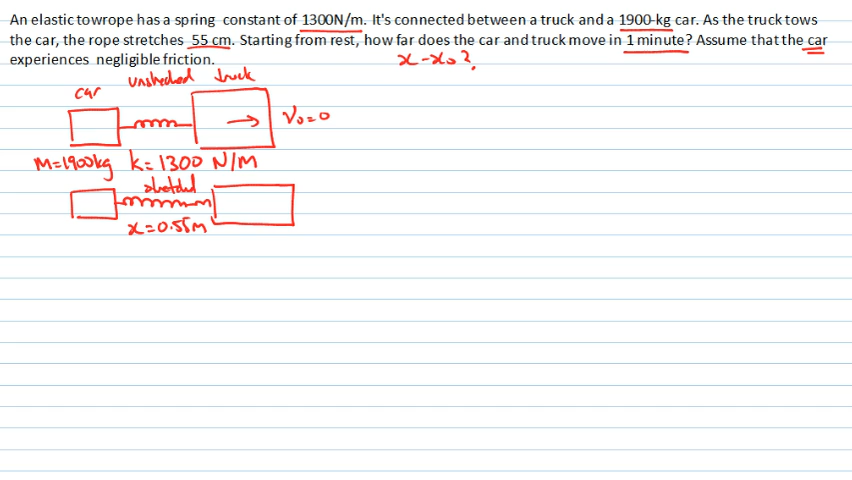 An elastic towrope has a spring constant of 1300N/m. It's connected between a truck and a 1900-kg car. As the truck tows
the car, the rope stretches 55 cm. Starting from rest, how far does the car and truck move in 1 minute? Assume that the car
experiences negligible friction.
x-x₀?
car unstretched truck
V₀=0
M=1900kg k=1300 N/M
stretched
x=0.55M